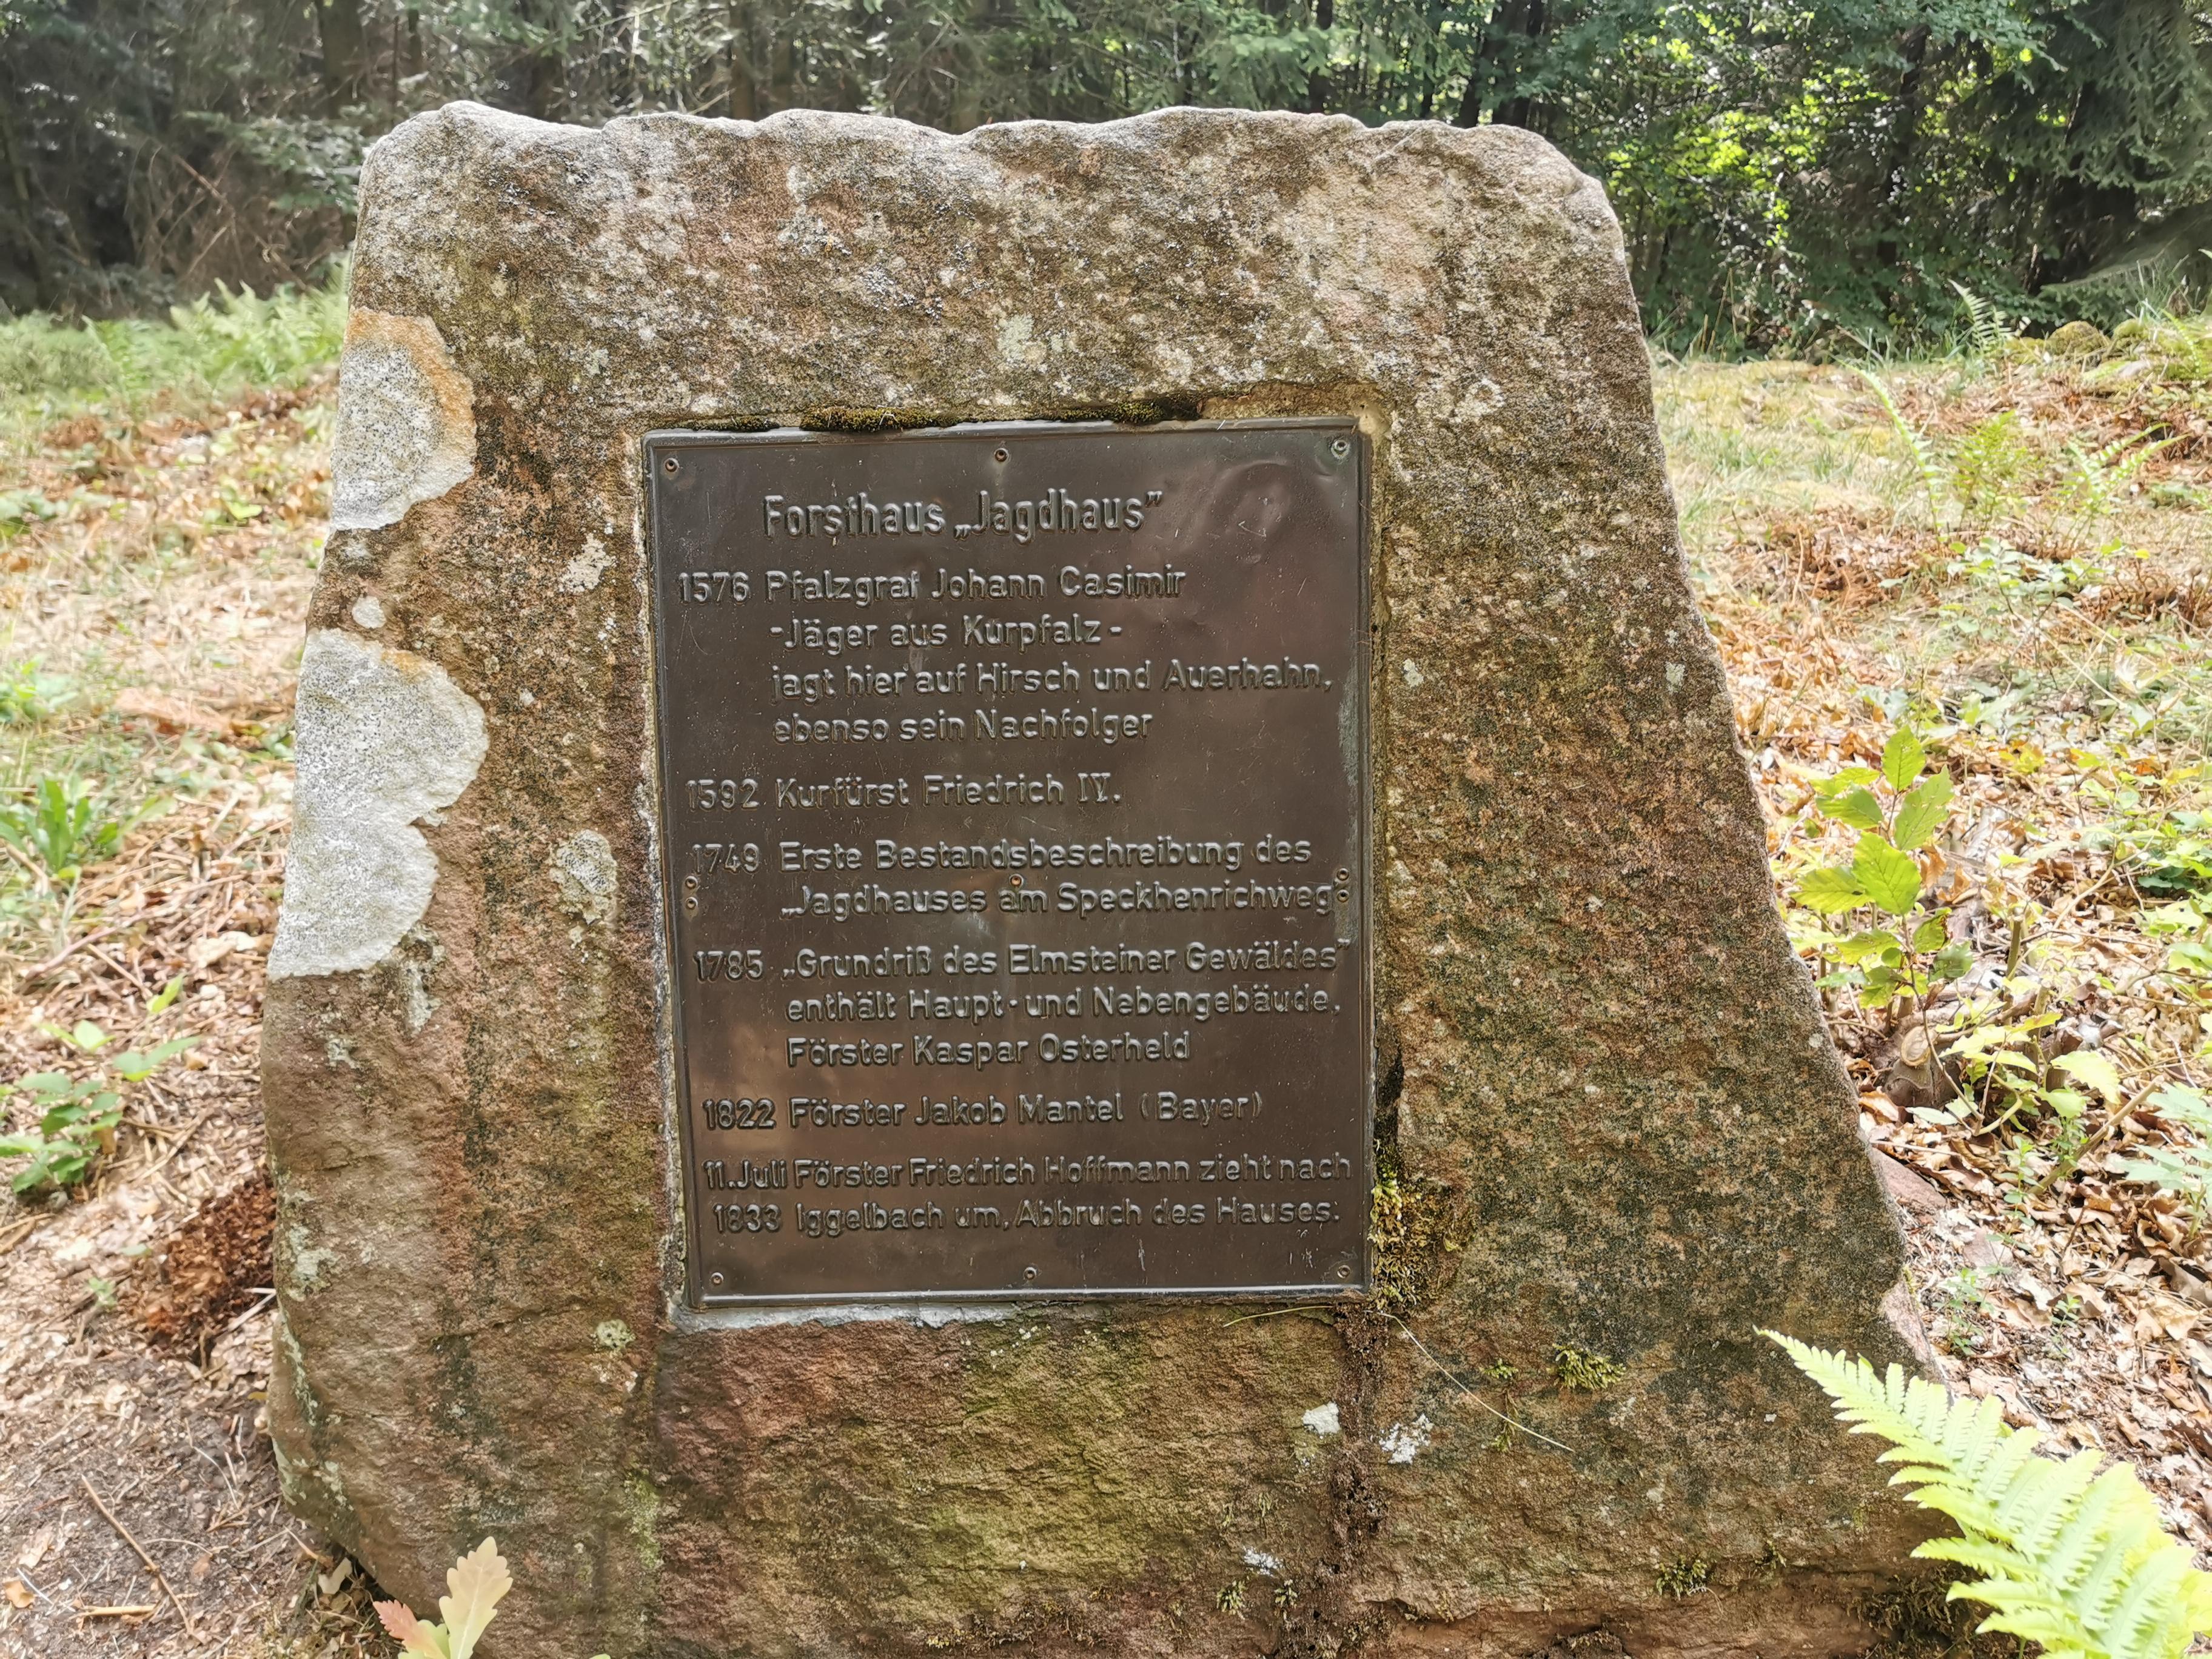 Forsthaus „Jagdhaus”
1576 Pfalzgraf Johann Casimir
-Jäger aus Kurpfalz-
jagt hier auf Hirsch und Auerhahn,
ebenso sein Nachfolger
1592 Kurfürst Friedrich IV.
1749 Erste Bestandsbeschreibung des
„Jagdhauses am Speckhenrichweg”
1785 „Grundriß des Elmsteiner Gewäldes”
enthält Haupt- und Nebengebäude,
Förster Kaspar Osterheld
1822 Förster Jakob Mantel (Bayer)
11. Juli Förster Friedrich Hoffmann zieht nach
1833 Iggelbach um, Abbruch des Hauses.